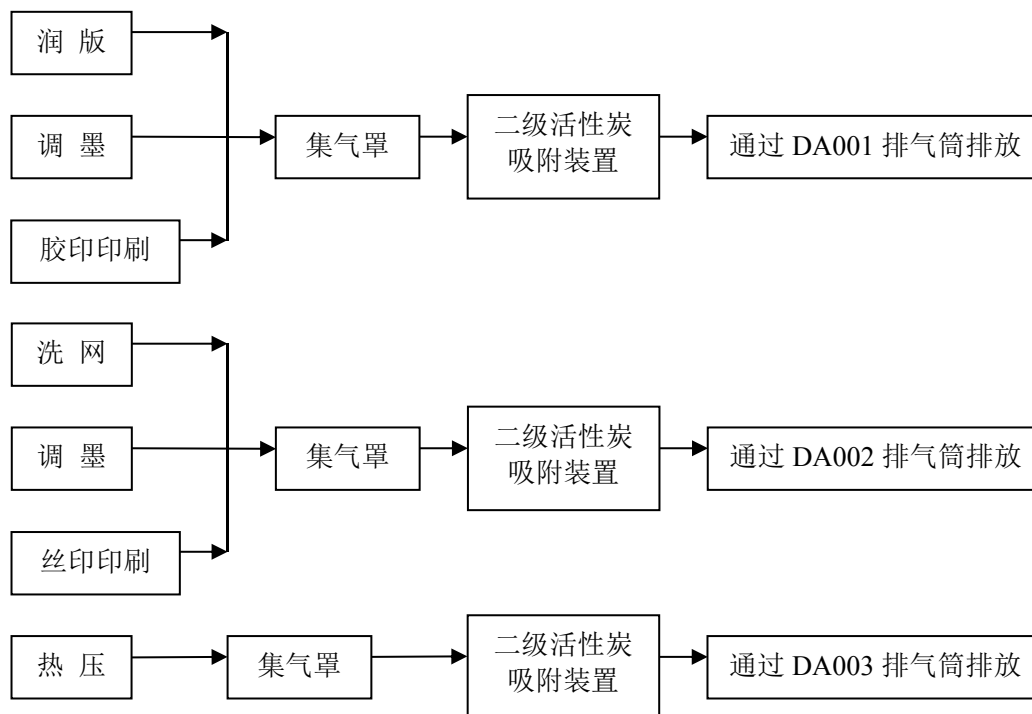 润 版
调 墨
集气罩
二级活性炭
吸附装置
通过 DA001 排气筒排放
胶印印刷
洗 网
调 墨
集气罩
二级活性炭
吸附装置
通过 DA002 排气筒排放
丝印印刷
热 压
集气罩
二级活性炭
吸附装置
通过 DA003 排气筒排放